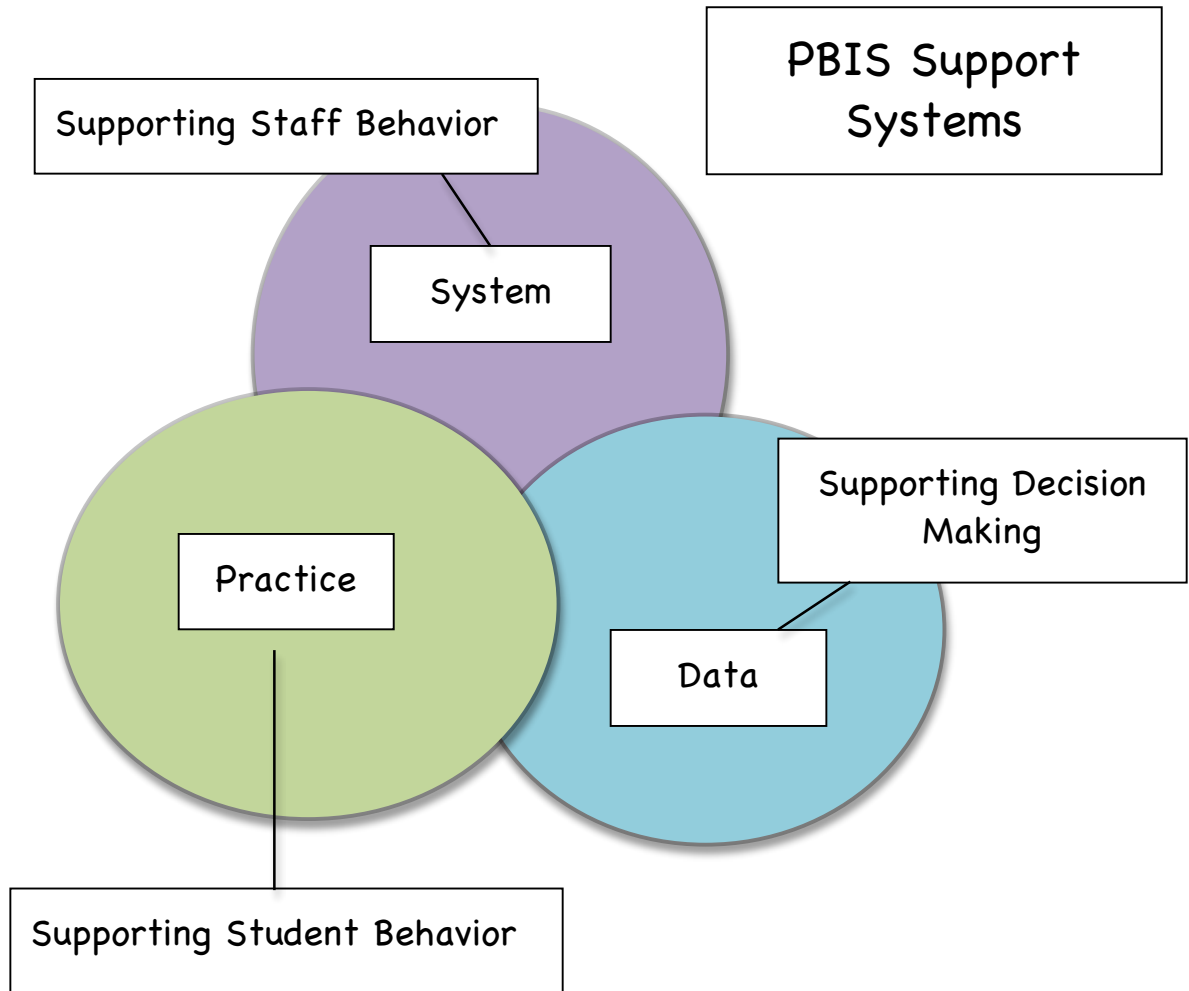 PBIS Support
Systems
Supporting Staff Behavior
System
Supporting Decision
Making
Practice
Data
Supporting Student Behavior